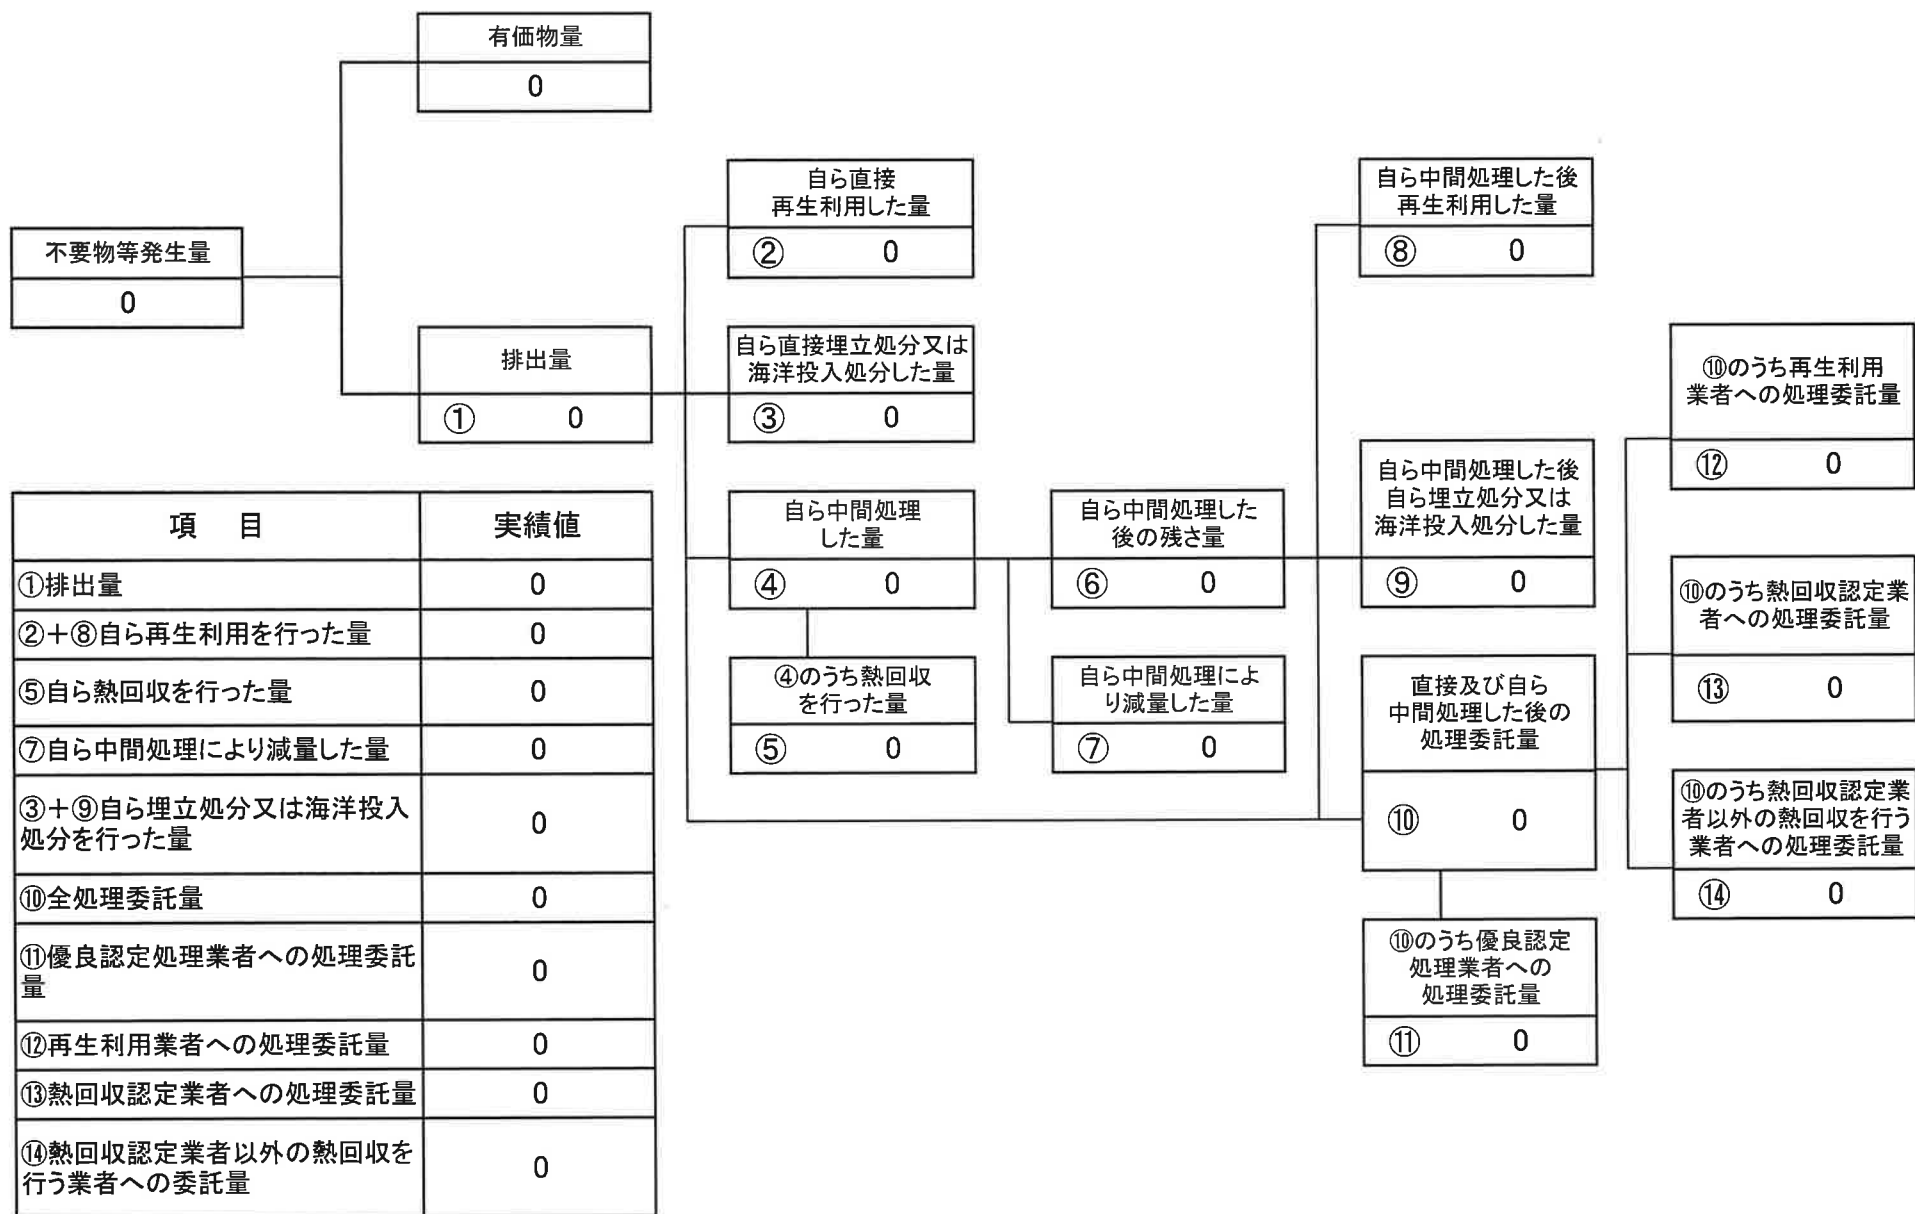 有価物量
0
不要物等発生量
0
排出量
① 0
自ら直接
再生利用した量
② 0
自ら直接埋立処分又は
海洋投入処分した量
③ 0
自ら中間処理
した量
④ 0
④のうち熱回収
を行った量
⑤ 0
自ら中間処理した
後の残さ量
⑥ 0
自ら中間処理によ
り減量した量
⑦ 0
自ら中間処理した後
再生利用した量
⑧ 0
自ら中間処理した後
自ら埋立処分又は
海洋投入処分した量
⑨ 0
直接及び自ら
中間処理した後の
処理委託量
⑩ 0
⑩のうち優良認定
処理業者への
処理委託量
⑪ 0
⑩のうち再生利用
業者への処理委託量
⑫ 0
⑩のうち熱回収認定業
者への処理委託量
⑬ 0
⑩のうち熱回収認定業
者以外の熱回収を行う
業者への処理委託量
⑭ 0
項 目 実績値
①排出量 0
②+⑧自ら再生利用を行った量 0
⑤自ら熱回収を行った量 0
⑦自ら中間処理により減量した量 0
③+⑨自ら埋立処分又は海洋投入
処分を行った量 0
⑩全処理委託量 0
⑪優良認定処理業者への処理委託
量 0
⑫再生利用業者への処理委託量 0
⑬熱回収認定業者への処理委託量 0
⑭熱回収認定業者以外の熱回収を
行う業者への委託量 0